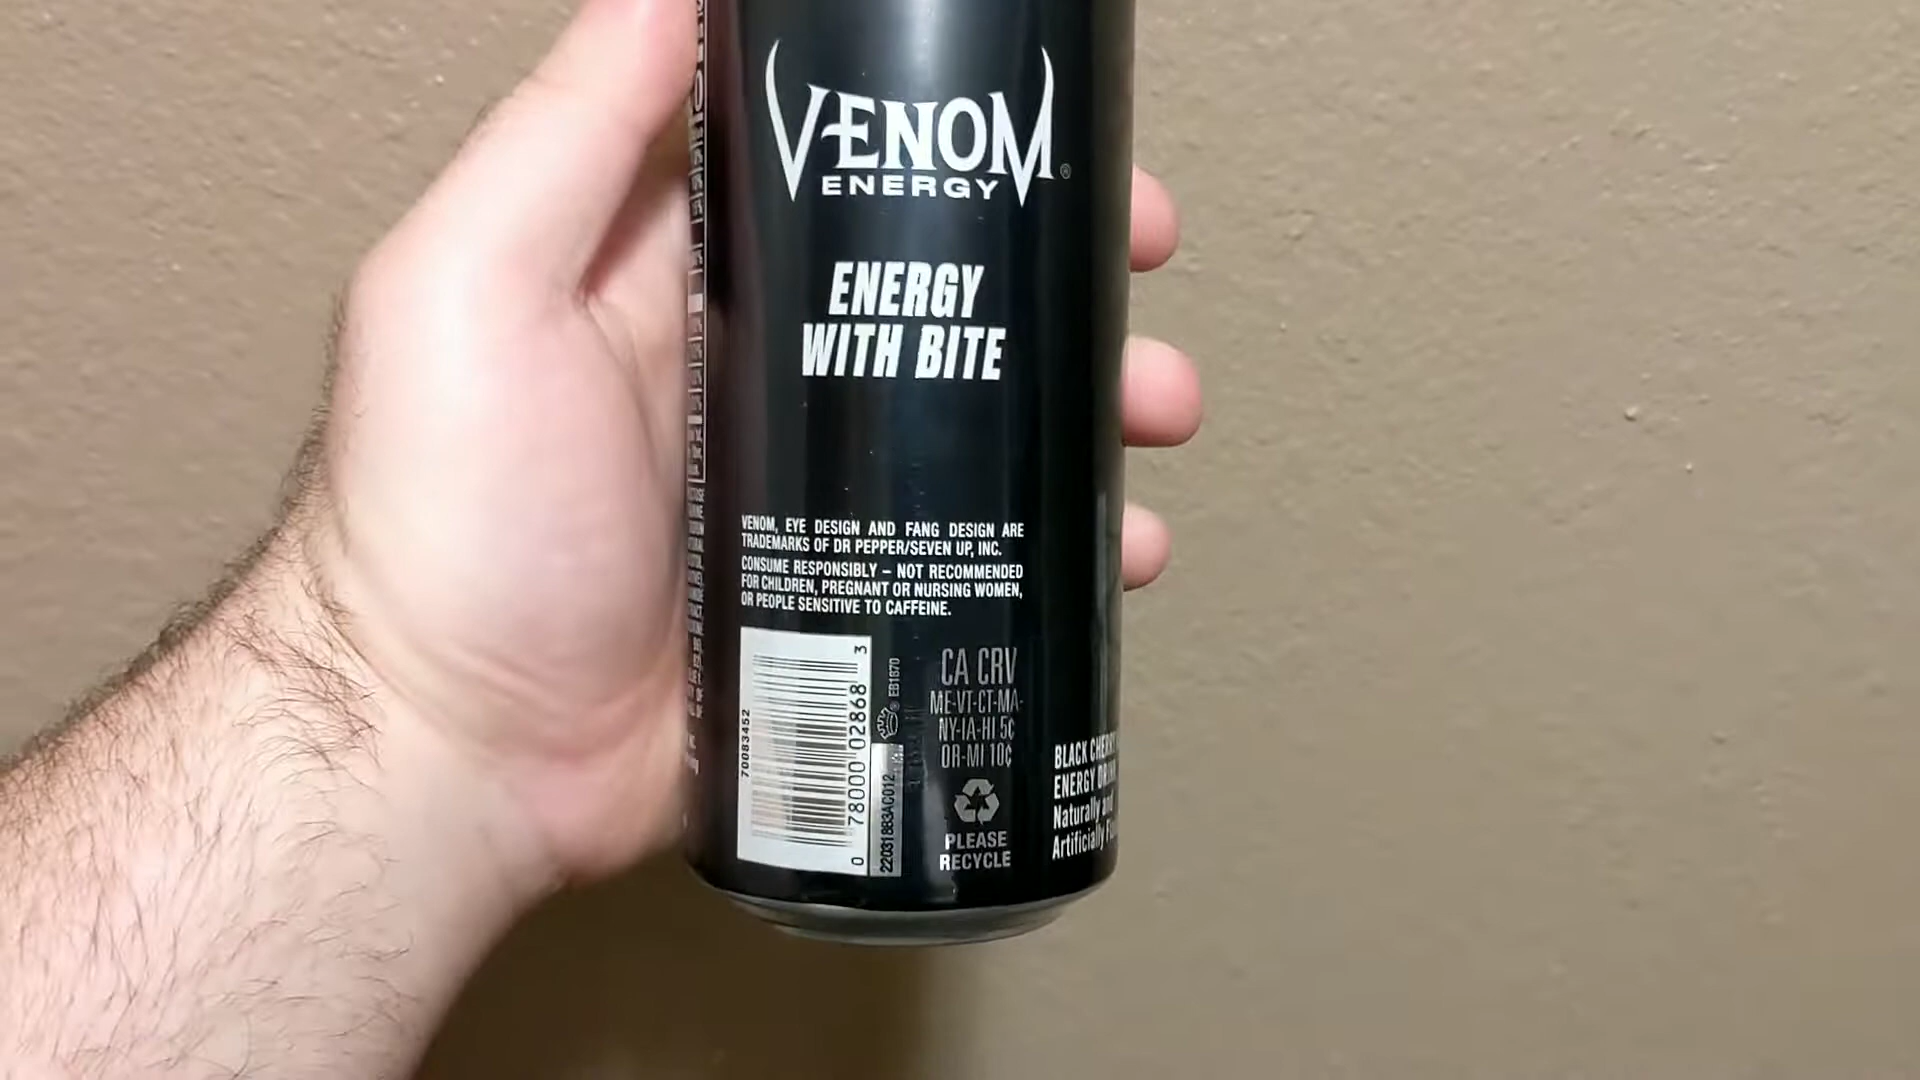 VENOM®
ENERGY
ENERGY
WITH BITE
VENOM, EYE DESIGN AND FANG DESIGN ARE
TRADEMARKS OF DR PEPPER/SEVEN UP, INC.
CONSUME RESPONSIBLY – NOT RECOMMENDED
FOR CHILDREN, PREGNANT OR NURSING WOMEN,
OR PEOPLE SENSITIVE TO CAFFEINE.
70083452
0 78000 02868 3
EB1870
22031883AC012
CA CRV
ME-VT-CT-MA-
NY-IA-HI 5¢
OR-MI 10¢
PLEASE
RECYCLE
BLACK CHERRY
ENERGY DRINK
Naturally and
Artificially